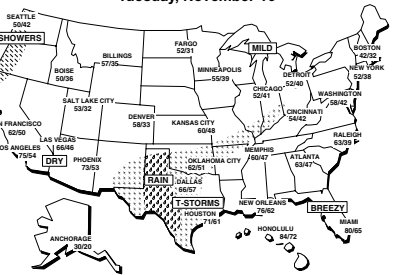 Tuesday, November
SEATTLE
50/42
SHOWERS
BILLINGS
57/35
BOISE
50/36
FARGO
52/31
MINNEAPOLIS
55/39
MILD
BOSTON
42/32
NEW YORK
52/38
DETROIT
52/40
CHICAGO
52/41
WASHINGTON
58/42
CINCINNATI
54/42
SALT LAKE CITY
53/32
DENVER
58/33
KANSAS CITY
60/48
N FRANCISCO
62/50
LAS VEGAS
66/46
OS ANGELES
75/54
DRY
PHOENIX
73/53
RALEIGH
63/39
MEMPHIS
60/47
ATLANTA
63/47
OKLAHOMA CITY
62/51
RAIN
DALLAS
66/57
T-STORMS
HOUSTON
71/61
NEW ORLEANS
76/62
BREEZY
MIAMI
80/65
HONOLULU
84/72
ANCHORAGE
30/20